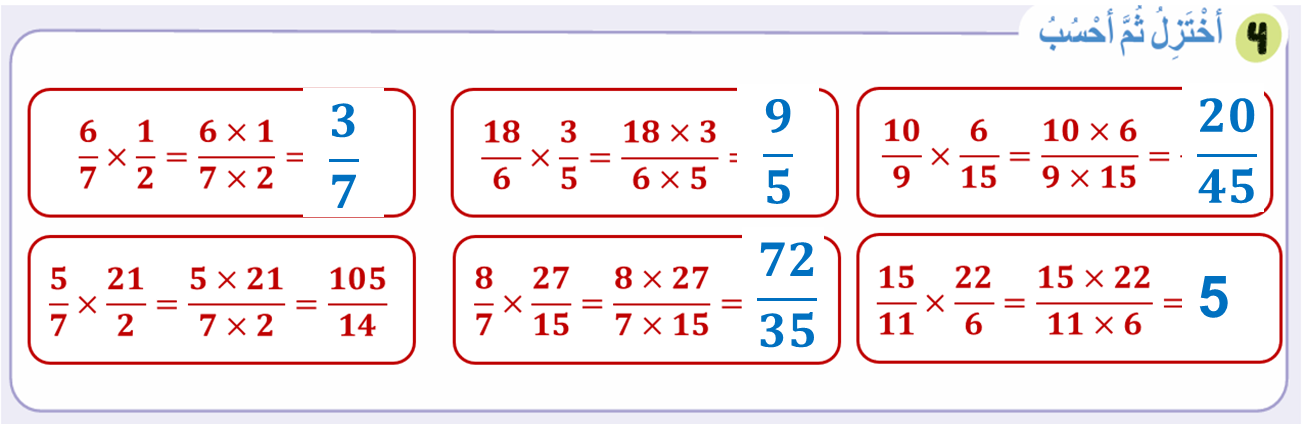 4 أَخْتَزِلُ ثُمَّ أَحْسُبُ
6/7 × 1/2 = (6 × 1)/(7 × 2) = 3/7
18/6 × 3/5 = (18 × 3)/(6 × 5) = 9/5
10/9 × 6/15 = (10 × 6)/(9 × 15) = 20/45
5/7 × 21/2 = (5 × 21)/(7 × 2) = 105/14
8/7 × 27/15 = (8 × 27)/(7 × 15) = 72/35
15/11 × 22/6 = (15 × 22)/(11 × 6) = 5